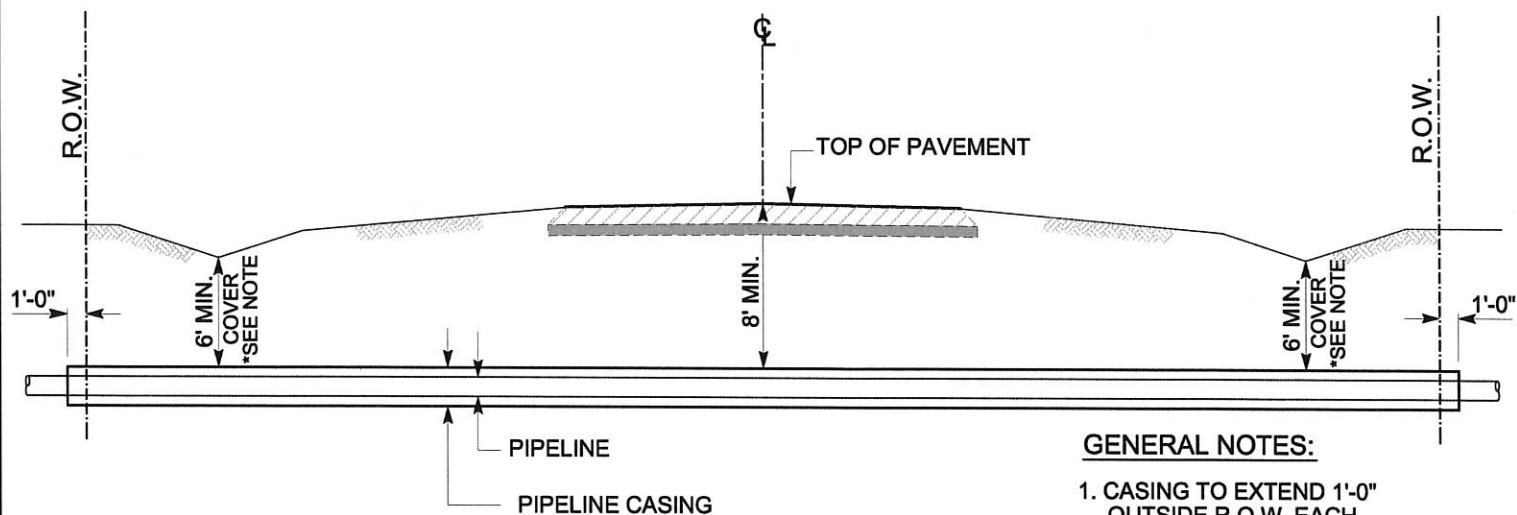 ℄
R.O.W.
R.O.W.
TOP OF PAVEMENT
1'-0"
6' MIN.
COVER
*SEE NOTE
8' MIN.
6' MIN.
COVER
*SEE NOTE
1'-0"
PIPELINE
PIPELINE CASING
GENERAL NOTES:
1. CASING TO EXTEND 1'-0"
OUTSIDE R.O.W. EACH